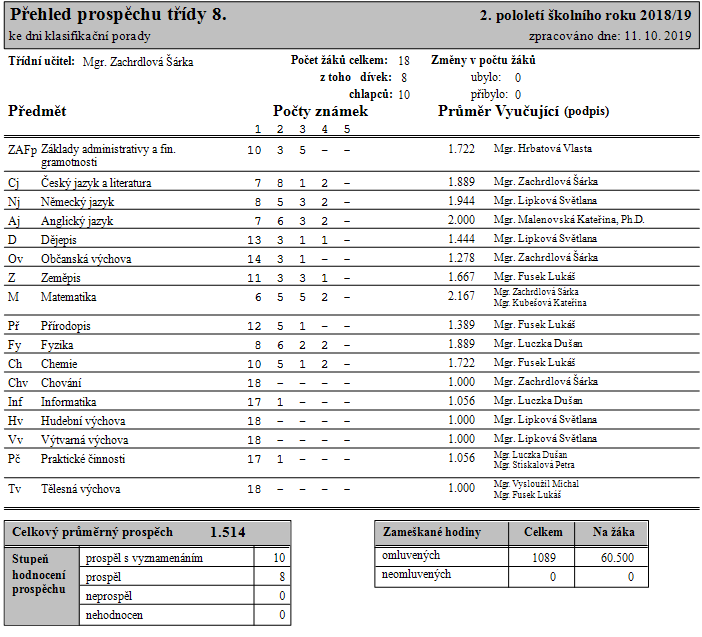 Přehled prospěchu třídy 8. 2. pololetí školního roku 2018/19
ke dni klasifikační porady zpracováno dne: 11. 10. 2019
Třídní učitel: Mgr. Zachrdlová Šárka Počet žáků celkem: 18 Změny v počtu žáků
z toho dívek: 8 ubylo: 0
chlapců: 10 přibylo: 0
Předmět Počty známek Průměr Vyučující (podpis)
1 2 3 4 5
ZAFp Základy administrativy a fin. 10 3 5 – – 1.722 Mgr. Hrbatová Vlasta
gramotnosti
Cj Český jazyk a literatura 7 8 1 2 – 1.889 Mgr. Zachrdlová Šárka
Nj Německý jazyk 8 5 3 2 – 1.944 Mgr. Lipková Světlana
Aj Anglický jazyk 7 6 3 2 – 2.000 Mgr. Malenovská Kateřina, Ph.D.
D Dějepis 13 3 1 1 – 1.444 Mgr. Lipková Světlana
Ov Občanská výchova 14 3 1 – – 1.278 Mgr. Zachrdlová Šárka
Z Zeměpis 11 3 3 1 – 1.667 Mgr. Fusek Lukáš
M Matematika 6 5 5 2 – 2.167 Mgr. Zachrdlová Šárka
Mgr. Kubešová Kateřina
Př Přírodopis 12 5 1 – – 1.389 Mgr. Fusek Lukáš
Fy Fyzika 8 6 2 2 – 1.889 Mgr. Luczka Dušan
Ch Chemie 10 5 1 2 – 1.722 Mgr. Fusek Lukáš
Chv Chování 18 – – – – 1.000 Mgr. Zachrdlová Šárka
Inf Informatika 17 1 – – – 1.056 Mgr. Luczka Dušan
Hv Hudební výchova 18 – – – – 1.000 Mgr. Lipková Světlana
Vv Výtvarná výchova 18 – – – – 1.000 Mgr. Lipková Světlana
Pč Praktické činnosti 17 1 – – – 1.056 Mgr. Luczka Dušan
Mgr. Stiskalová Petra
Tv Tělesná výchova 18 – – – – 1.000 Mgr. Vysloužil Michal
Mgr. Fusek Lukáš
Celkový průměrný prospěch 1.514
Stupeň hodnocení prospěchu
prospěl s vyznamenáním 10
prospěl 8
neprospěl 0
nehodnocen 0
Zameškané hodiny Celkem Na žáka
omluvených 1089 60.500
neomluvených 0 0